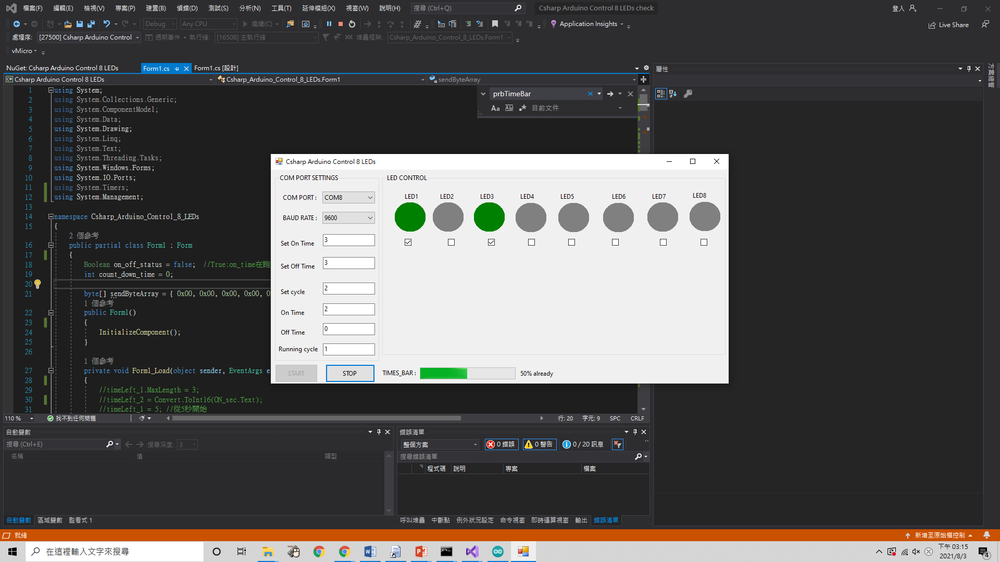 檔案(F) 編輯(E) 檢視(V) 專案(P) 建置(B) 偵錯(D) 測試(S) 分析(N) 工具(T) 延伸模組(X) 視窗(W) 說明(H) 搜尋 (Ctrl+Q) Csharp Arduino Control 8 LEDs check 登入
Debug Any CPU 繼續(C) Application Insights Live Share
處理序: [27500] Csharp Arduino Control 週期事件 執行緒: [16508] 主執行緒 堆疊框架: Csharp_Arduino_Control_8_LEDs.Form1
vMicro
NuGet: Csharp Arduino Control 8 LEDs Form1.cs Form1.cs [設計]
Csharp Arduino Control 8 LEDs Csharp_Arduino_Control_8_LEDs.Form1 sendByteArray
prbTimeBar
Aa Ab 目前文件
1 using System;
2 using System.Collections.Generic;
3 using System.ComponentModel;
4 using System.Data;
5 using System.Drawing;
6 using System.Linq;
7 using System.Text;
8 using System.Threading.Tasks;
9 using System.Windows.Forms;
10 using System.IO.Ports;
11 using System.Timers;
12 using System.Management;
13
14 namespace Csharp_Arduino_Control_8_LEDs
15 {
2 個參考
16 public partial class Form1 : Form
17 {
18 Boolean on_off_status = false; //True:on_time在跑
19 int count_down_time = 0;
20
21 byte[] sendByteArray = { 0x00, 0x00, 0x00, 0x00, 0
1 個參考
22 public Form1()
23 {
24 InitializeComponent();
25 }
26
1 個參考
27 private void Form1_Load(object sender, EventArgs e
28 {
29 //timeLeft_1.MaxLength = 3;
30 //timeLeft_2 = Convert.ToInt16(ON_sec.Text);
31 //timeLeft_1 = 5; //從5秒開始
110 % 找不到任何問題 行: 20 字元: 9 SPC CRLF
Csharp Arduino Control 8 LEDs
COM PORT SETTINGS
COM PORT : COM8
BAUD RATE : 9600
Set On Time 3
Set Off Time 3
Set cycle 2
On Time 2
Off Time 0
Running cycle 1
START STOP
LED CONTROL
LED1 LED2 LED3 LED4 LED5 LED6 LED7 LED8
TIMES_BAR : 50% already
屬性
方案總管
自動變數
搜尋 (Ctrl+E) 搜尋深度: 3
名稱 值 類型
自動變數 區域變數 監看式 1
錯誤清單
整個方案 0 錯誤 0 警告 0 / 20 訊息
搜尋錯誤清單
程式碼 說明 專案 檔案
呼叫堆疊 中斷點 例外狀況設定 命令視窗 即時運算視窗 輸出 錯誤清單
就緒 新增至原始檔控制
在這裡輸入文字來搜尋
下午 03:15
2021/8/3
4